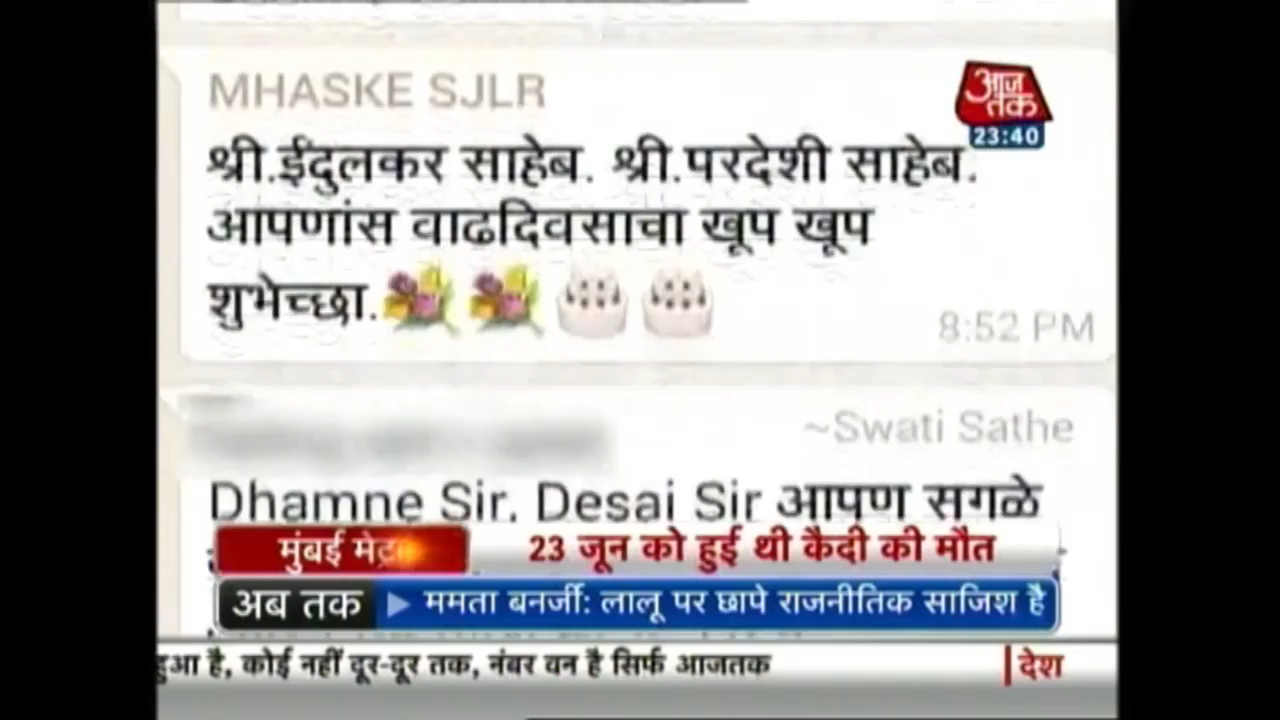 MHASKE SJLR
आज
तक
23:40
श्री.ईदुलकर साहेब. श्री.परदेशी साहेब.
आपणांस वाढदिवसाचा खूप खूप
शुभेच्छा.
8:52 PM
~Swati Sathe
Dhamne Sir. Desai Sir आपण सगळे
मुंबई मेट्रो
23 जून को हुई थी कैदी की मौत
अब तक
ममता बनर्जी: लालू पर छापे राजनीतिक साजिश है
हुआ है, कोई नहीं दूर-दूर तक, नंबर वन है सिर्फ आजतक
देश